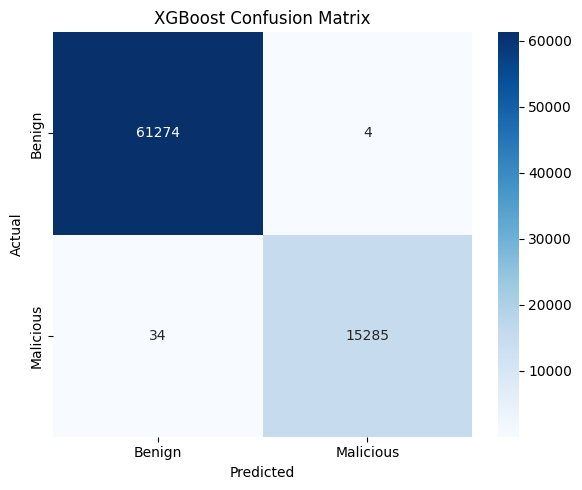 XGBoost Confusion Matrix
Actual
Benign
Malicious
61274
4
34
15285
Benign
Malicious
Predicted
60000
50000
40000
30000
20000
10000